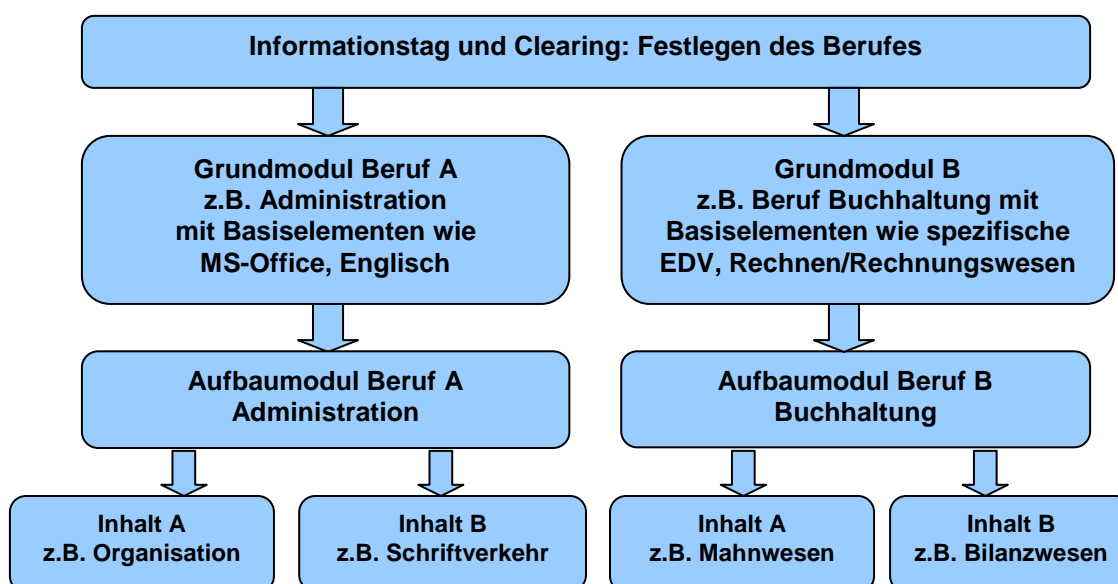 Informationstag und Clearing: Festlegen des Berufes
Grundmodul Beruf A
z.B. Administration
mit Basiselementen wie
MS-Office, Englisch
Grundmodul B
z.B. Beruf Buchhaltung mit
Basiselementen wie spezifische
EDV, Rechnen/Rechnungswesen
Aufbaumodul Beruf A
Administration
Aufbaumodul Beruf B
Buchhaltung
Inhalt A
z.B. Organisation
Inhalt B
z.B. Schriftverkehr
Inhalt A
z.B. Mahnwesen
Inhalt B
z.B. Bilanzwesen